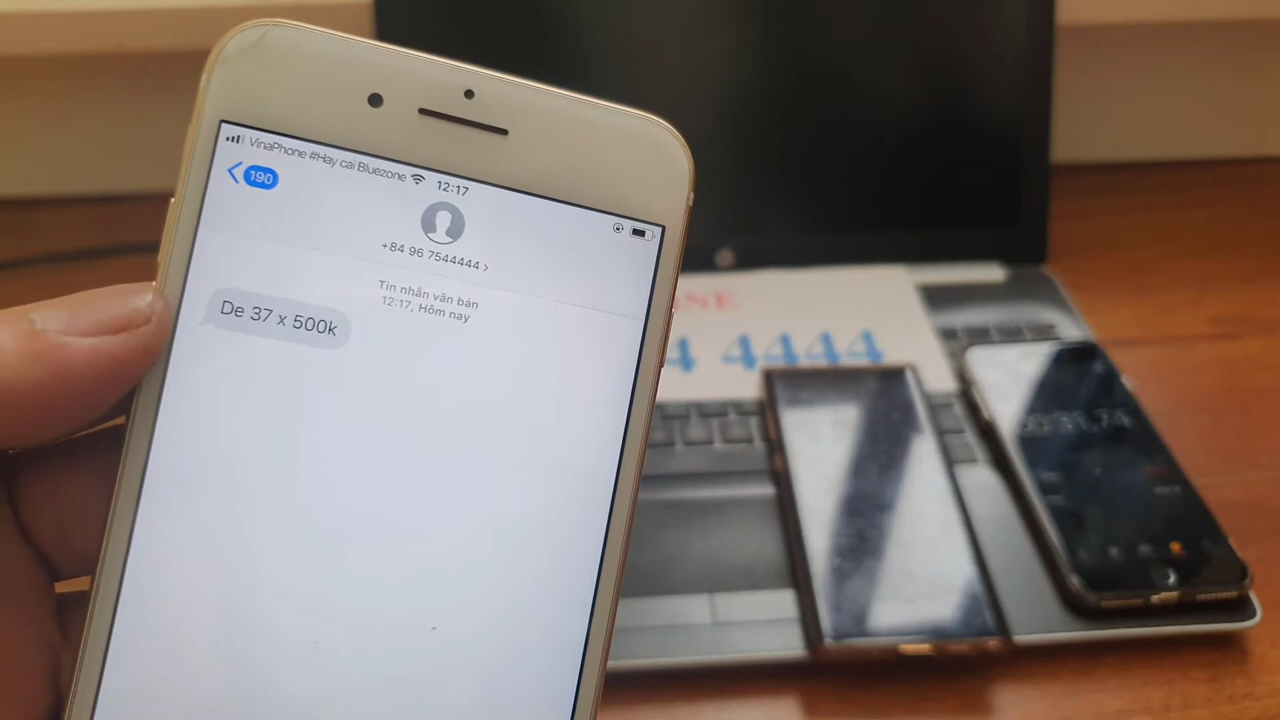 VinaPhone #Hay cai Bluezone 12:17
190
+84 96 7544444 >
Tin nhắn văn bản
12:17, Hôm nay
De 37 x 500k
4 4444